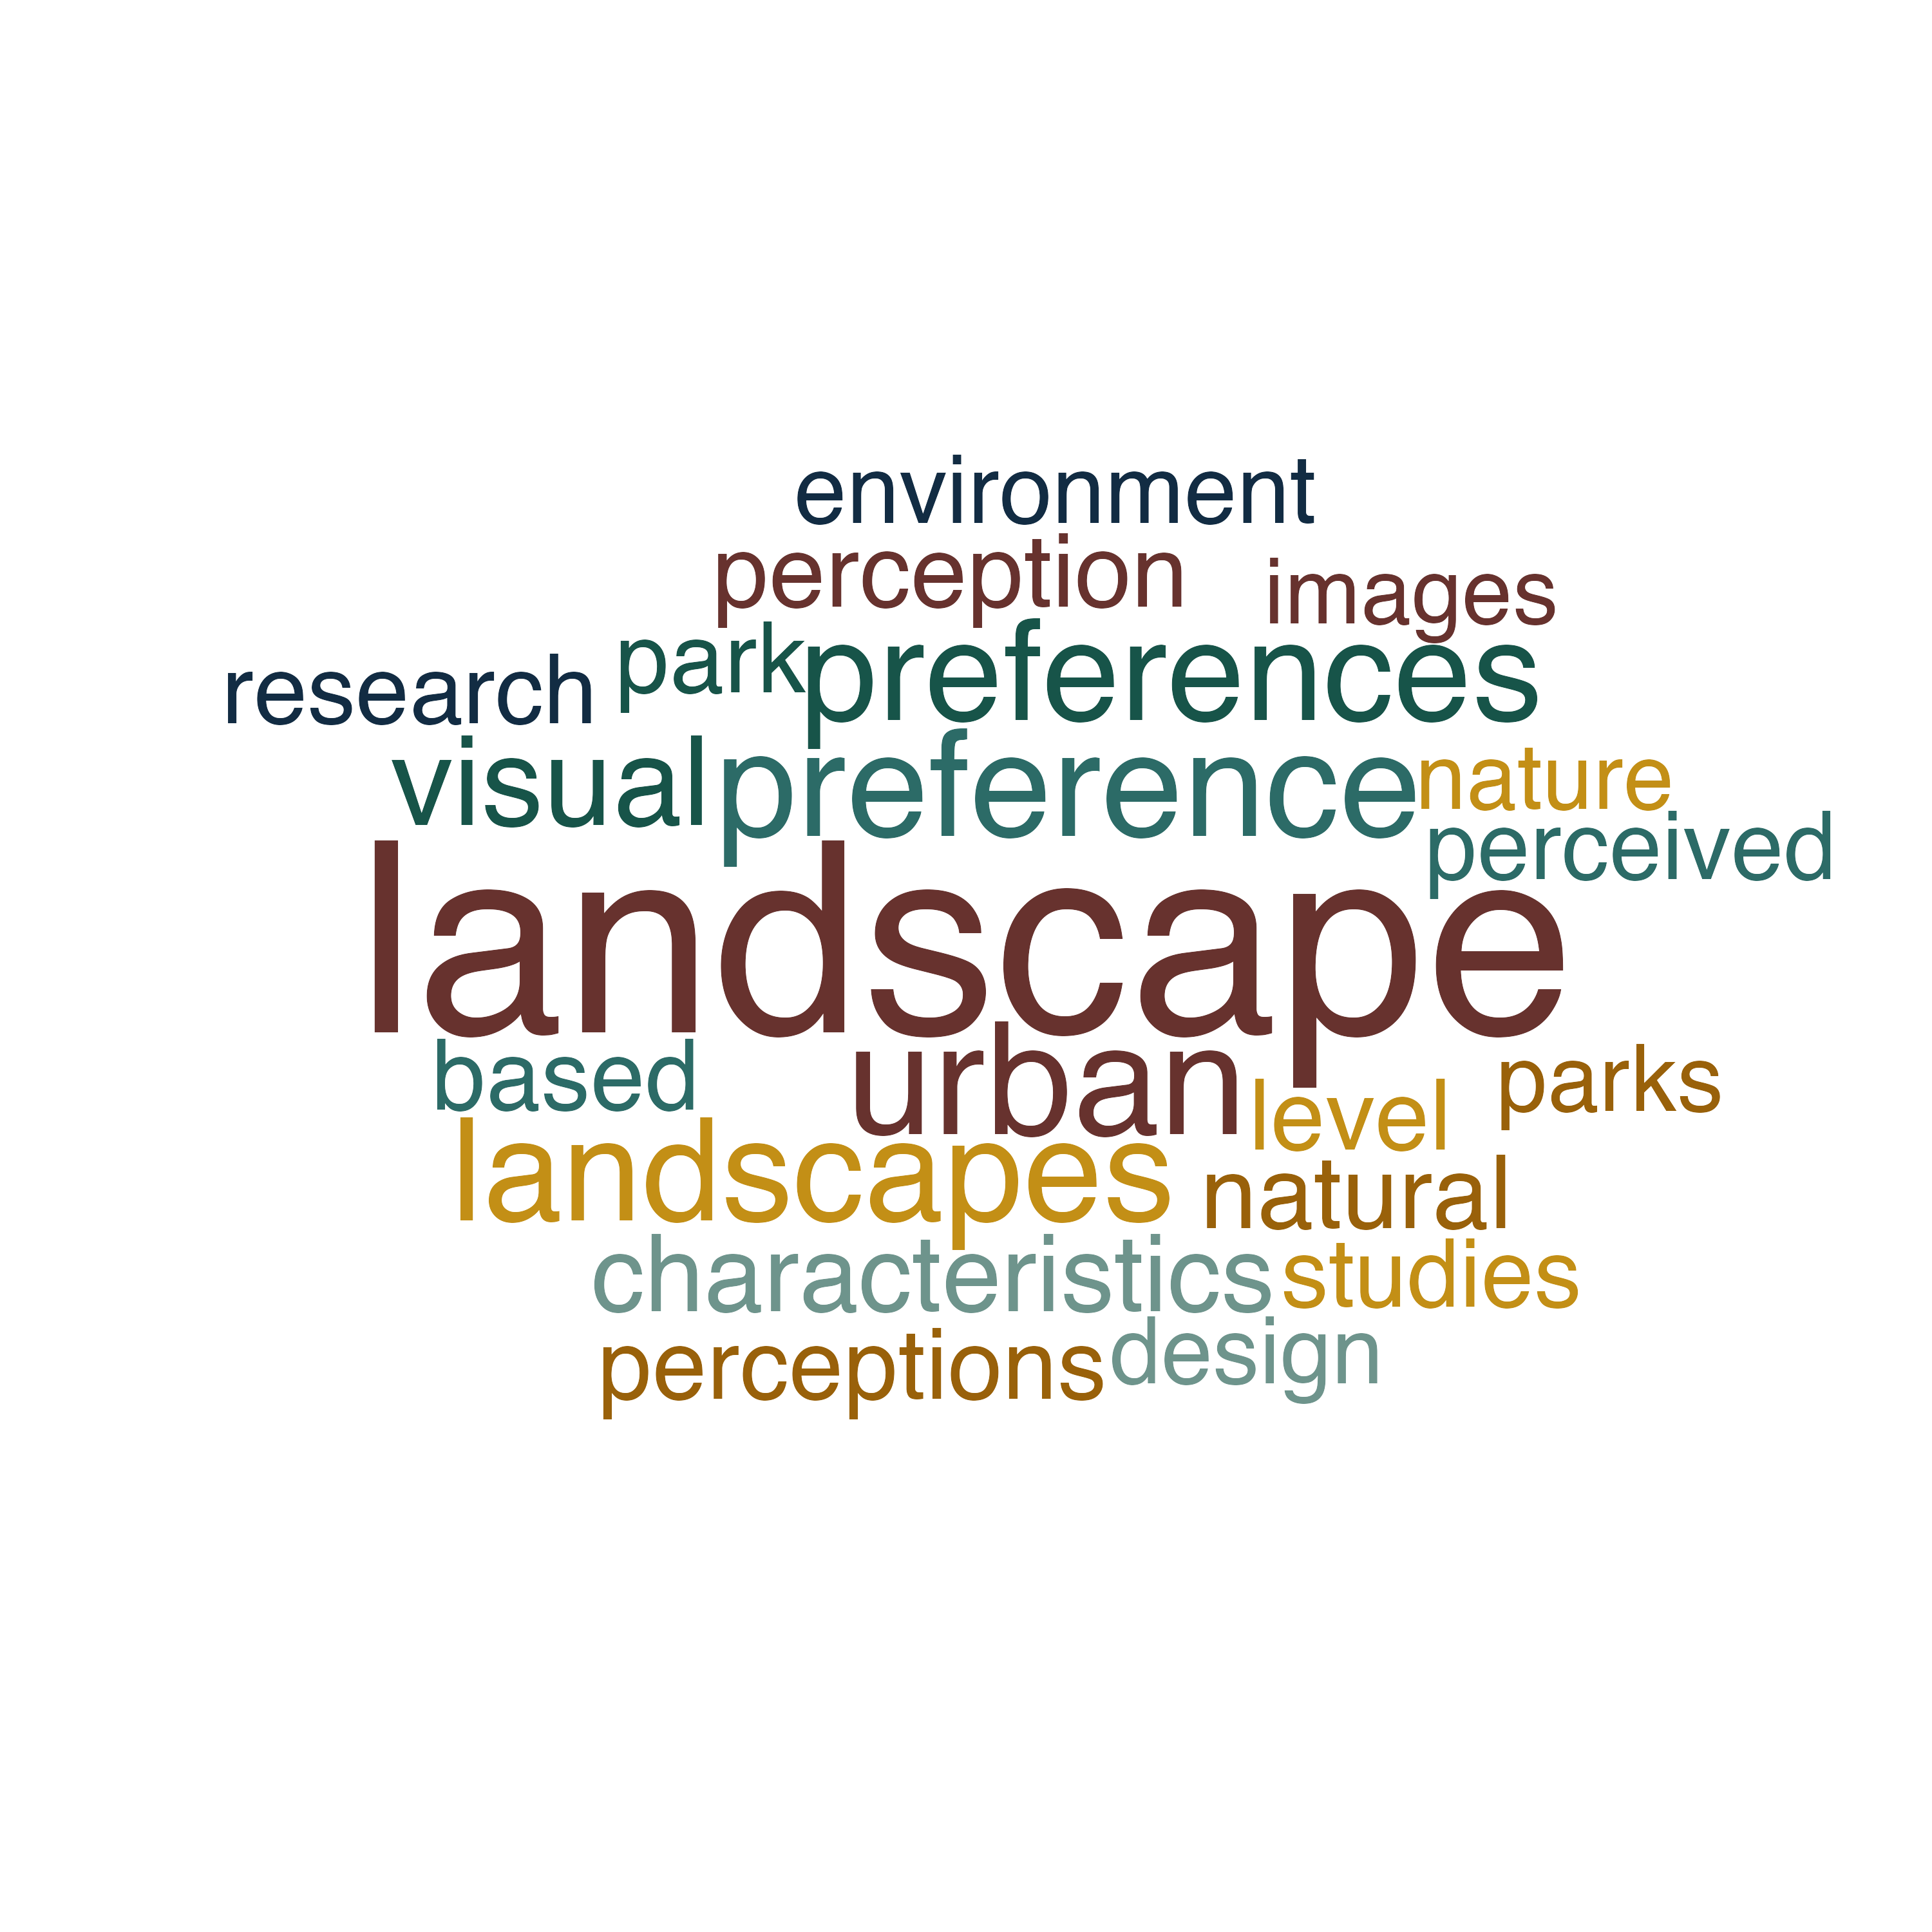 environment
perception images
research park preferences
visual preference nature
perceived
landscape
based urban level parks
landscapes natural
characteristics studies
perceptions design